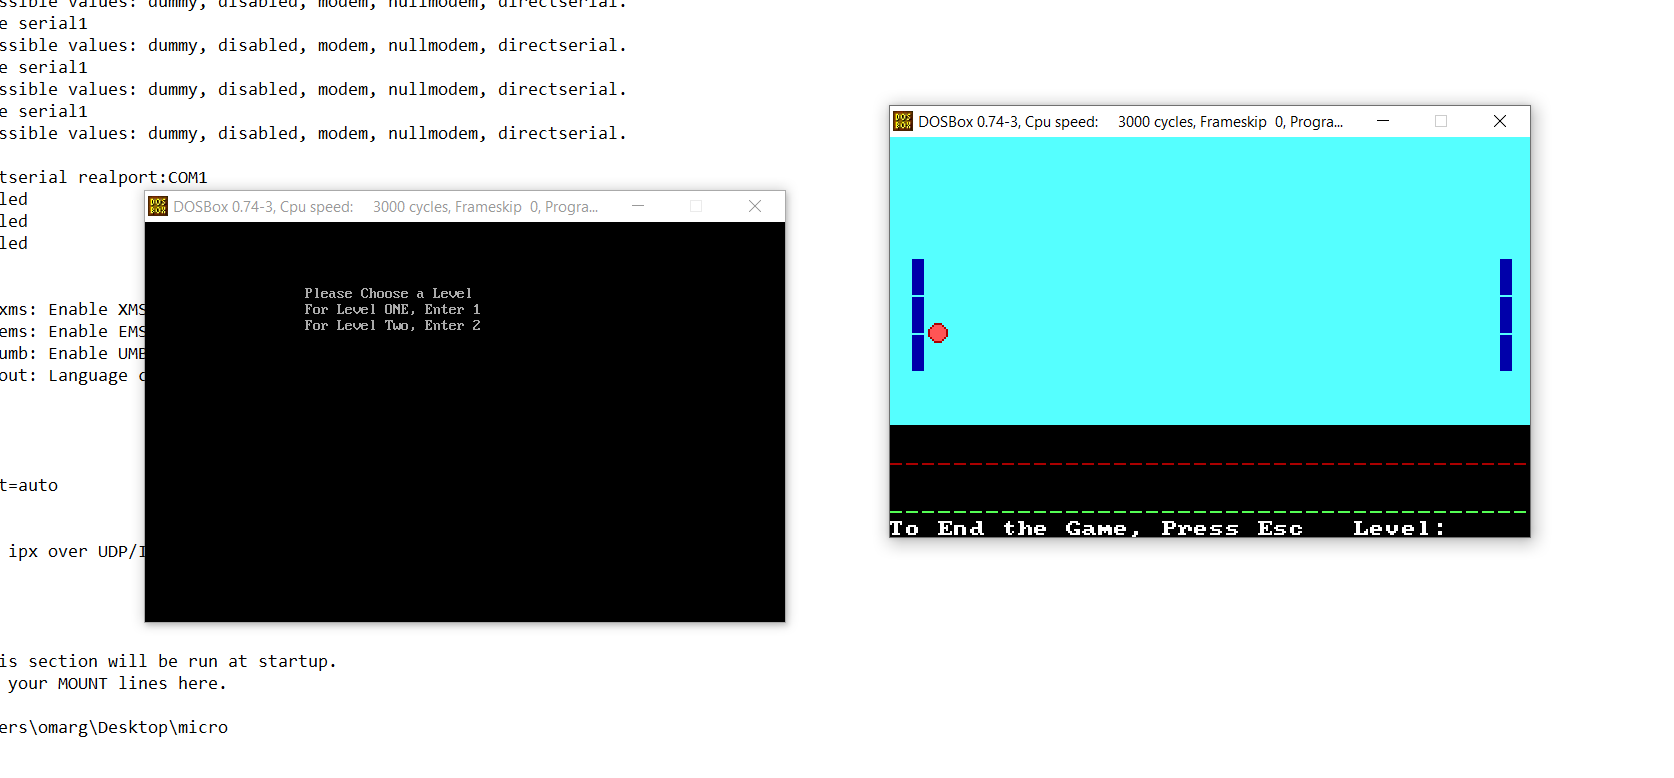 ssible values: dummy, disabled, modem, nullmodem, directserial.
e serial1
ssible values: dummy, disabled, modem, nullmodem, directserial.
e serial1
ssible values: dummy, disabled, modem, nullmodem, directserial.
e serial1
ssible values: dummy, disabled, modem, nullmodem, directserial.
tserial realport:COM1
led
led
led
xms: Enable XMS
ems: Enable EMS
umb: Enable UMB
out: Language
t=auto
ipx over UDP/I
is section will be run at startup.
your MOUNT lines here.
ers\omarg\Desktop\micro
DOS BOX
DOSBox 0.74-3, Cpu speed: 3000 cycles, Frameskip 0, Progra...
Please Choose a Level
For Level ONE, Enter 1
For Level Two, Enter 2
DOS BOX
DOSBox 0.74-3, Cpu speed: 3000 cycles, Frameskip 0, Progra...
To End the Game, Press Esc Level: